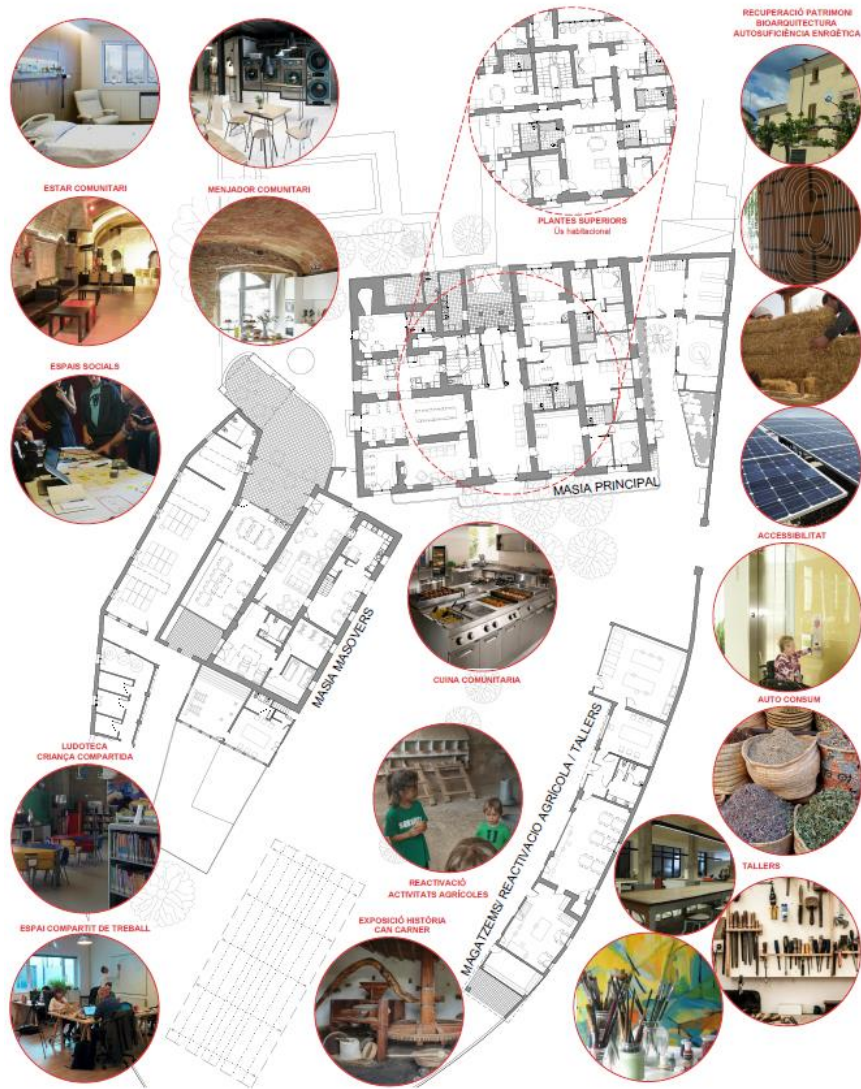 RECUPERACIÓ PATRIMONI
BIOARQUITECTURA
AUTOSUFICIÈNCIA ENRGÈTICA
ESTAR COMUNITARI
MENJADOR COMUNITARI
PLANTES SUPERIORS
Ús habitacional
ESPAIS SOCIALS
MASIA PRINCIPAL
ACCESSIBILITAT
MASIA MASOVERS
CUINA COMUNITARIA
AUTO CONSUM
LUDOTECA
CRIANÇA COMPARTIDA
MAGATZEMS/ REACTIVACIO AGRÍCOLA / TALLERS
REACTIVACIÓ
ACTIVITATS AGRÍCOLES
TALLERS
EXPOSICIÓ HISTÒRIA
CAN CARNER
ESPAI COMPARTIT DE TREBALL